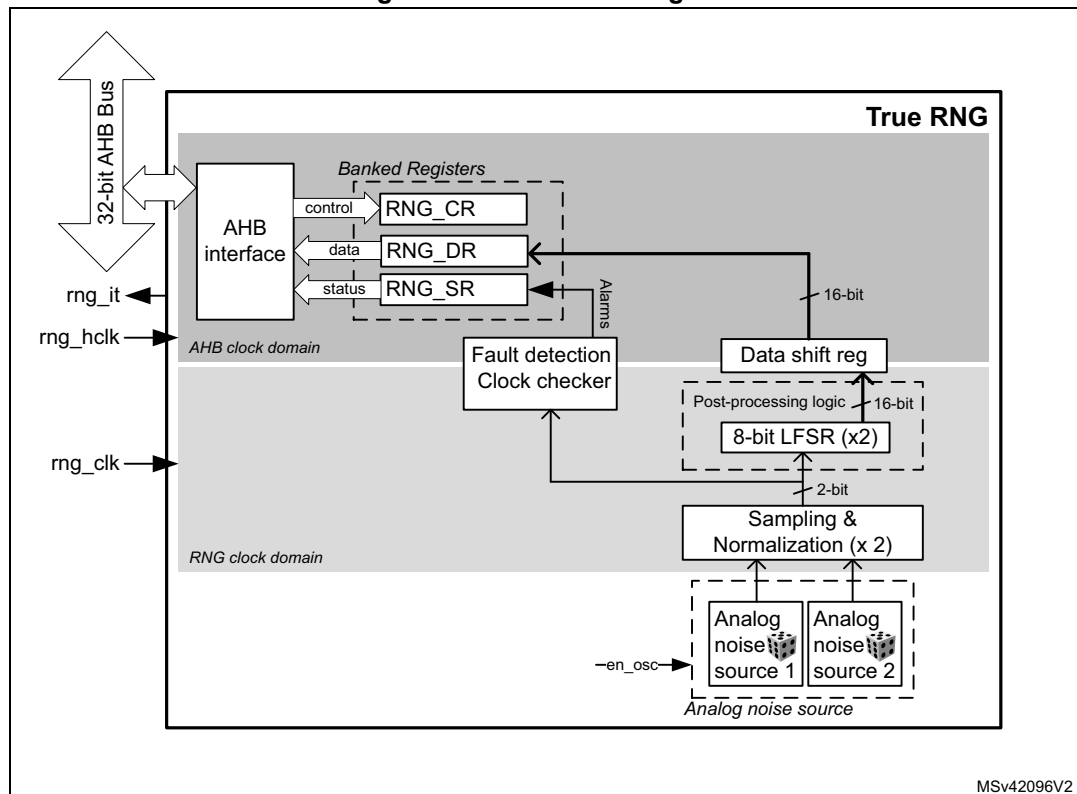 True RNG
32-bit AHB Bus
Banked Registers
AHB
interface
control
RNG_CR
data
RNG_DR
status
RNG_SR
Alarms
16-bit
rng_it
rng_hclk
AHB clock domain
Fault detection
Clock checker
Data shift reg
Post-processing logic
16-bit
8-bit LFSR (x2)
rng_clk
2-bit
Sampling &
Normalization (x 2)
RNG clock domain
Analog
noise
source 1
Analog
noise
source 2
en_osc
Analog noise source
MSv42096V2